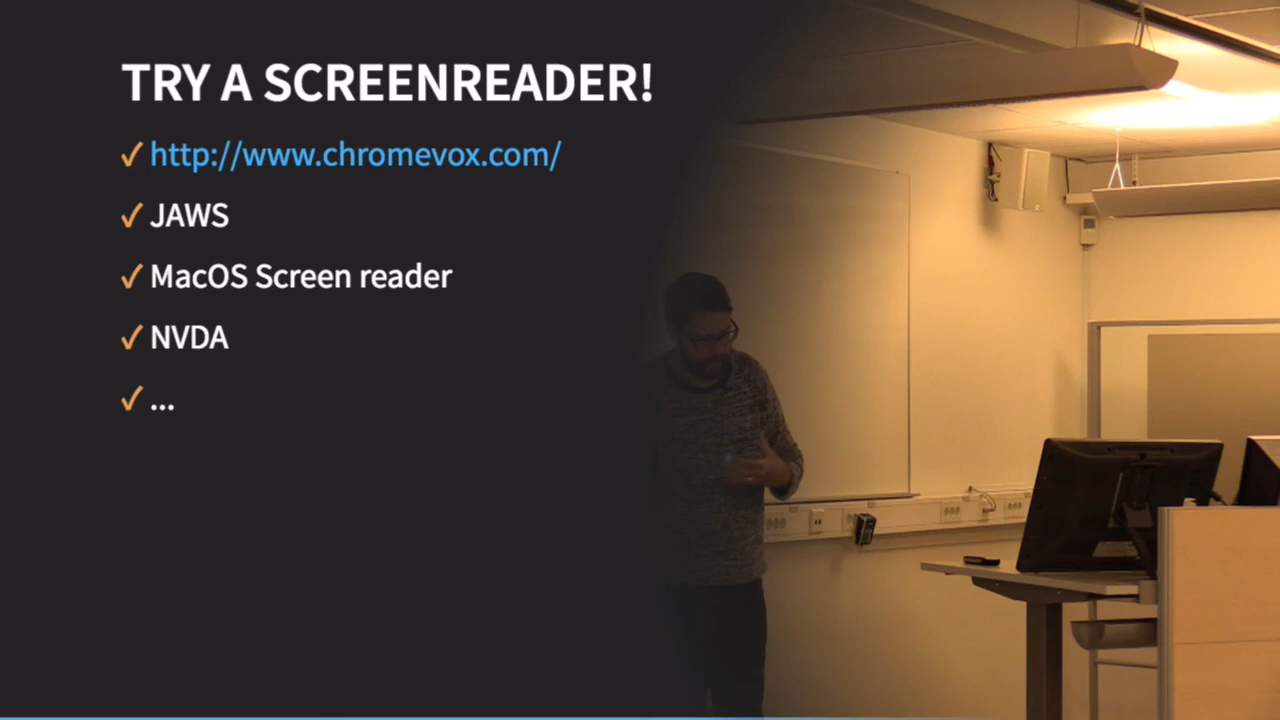 TRY A SCREENREADER!
✓ http://www.chromevox.com/
✓ JAWS
✓ MacOS Screen reader
✓ NVDA
✓ ...